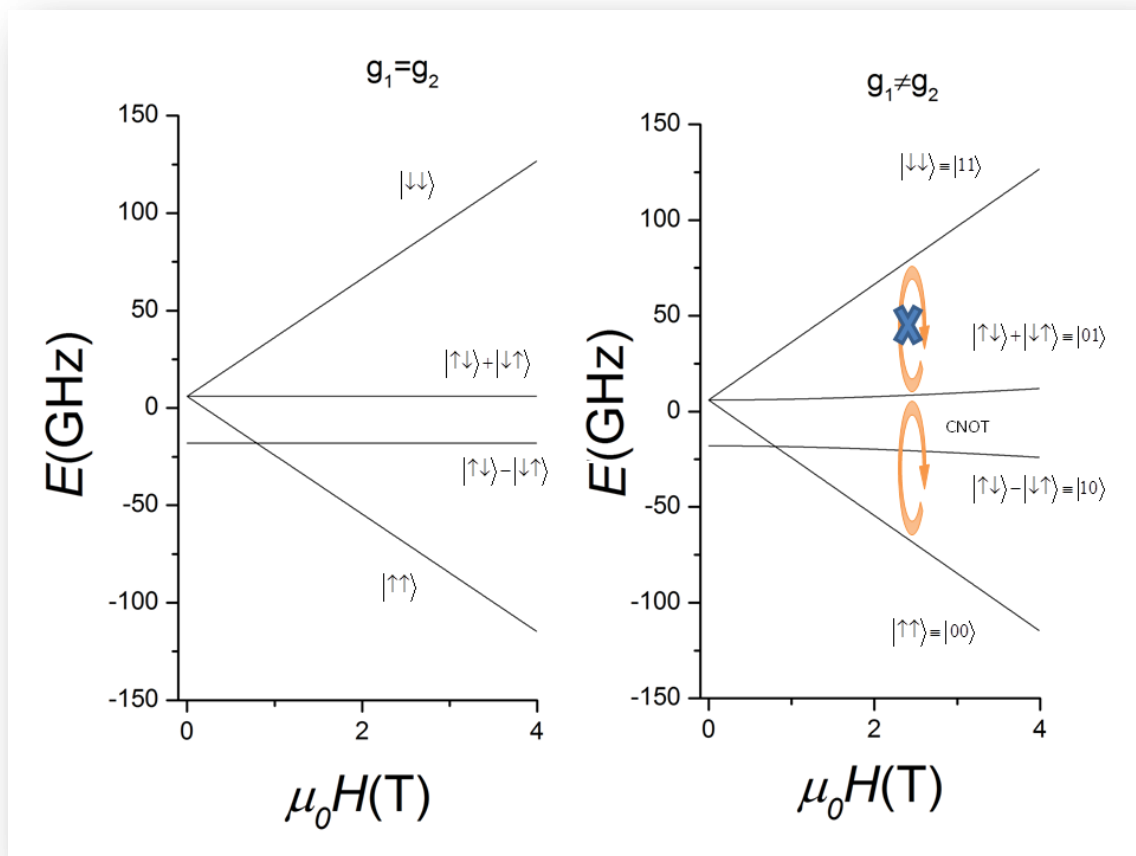 g₁=g₂
150
100
50
0
-50
-100
-150
E(GHz)
|↓↓⟩
|↑↓⟩+|↓↑⟩
|↑↓⟩−|↓↑⟩
|↑↑⟩
0 2 4
μ₀H(T)
g₁≠g₂
150
100
50
0
-50
-100
-150
E(GHz)
|↓↓⟩≡|11⟩
|↑↓⟩+|↓↑⟩≡|01⟩
CNOT
|↑↓⟩−|↓↑⟩≡|10⟩
|↑↑⟩≡|00⟩
0 2 4
μ₀H(T)